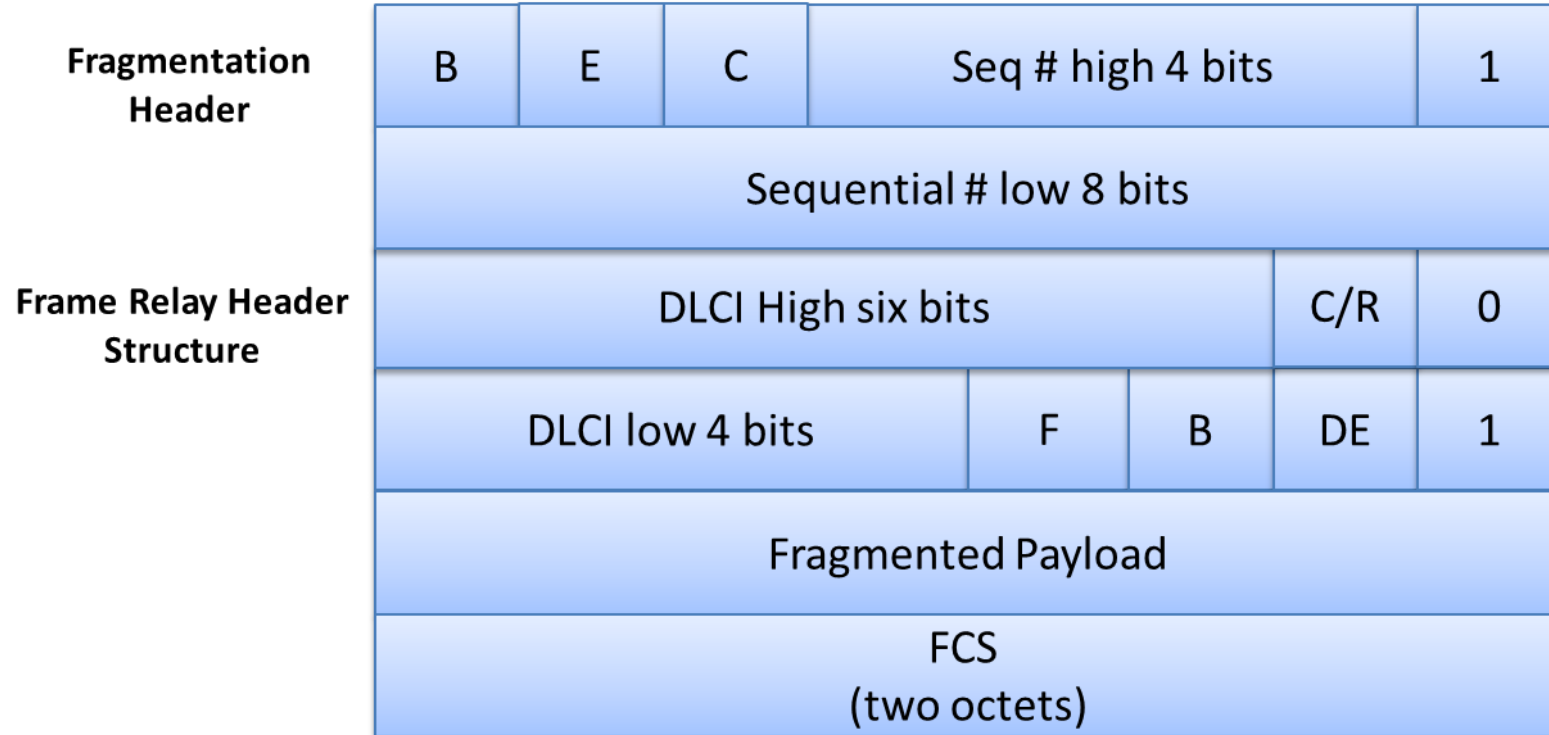 Fragmentation
Header
B E C Seq # high 4 bits 1
Sequential # low 8 bits
Frame Relay Header
Structure
DLCI High six bits C/R 0
DLCI low 4 bits F B DE 1
Fragmented Payload
FCS
(two octets)